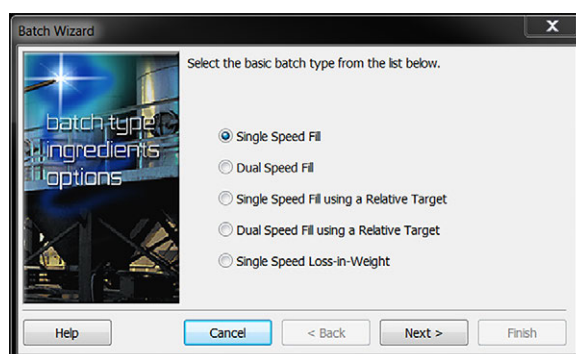 Batch Wizard
X
Select the basic batch type from the list below.
batch type
ingredients
options
Single Speed Fill
Dual Speed Fill
Single Speed Fill using a Relative Target
Dual Speed Fill using a Relative Target
Single Speed Loss-in-Weight
Help
Cancel
< Back
Next >
Finish